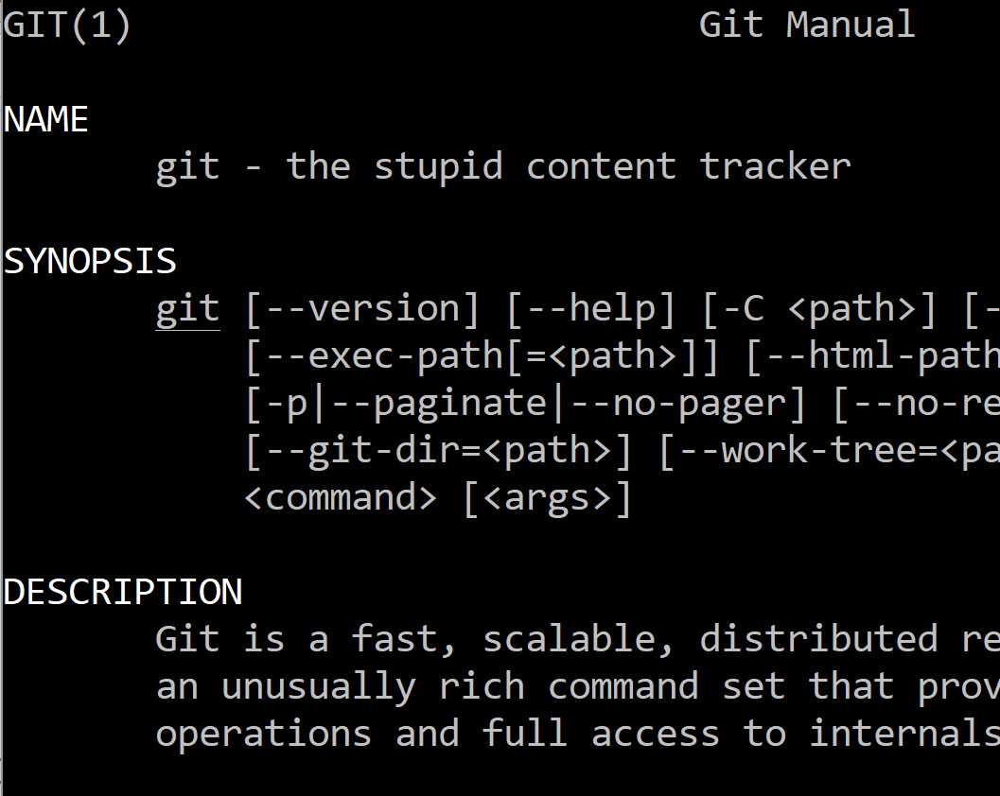 GIT(1) Git Manual
NAME
git - the stupid content tracker
SYNOPSIS
git [--version] [--help] [-C <path>] [-
[--exec-path[=<path>]] [--html-path
[-p|--paginate|--no-pager] [--no-re
[--git-dir=<path>] [--work-tree=<pa
<command> [<args>]
DESCRIPTION
Git is a fast, scalable, distributed re
an unusually rich command set that prov
operations and full access to internals